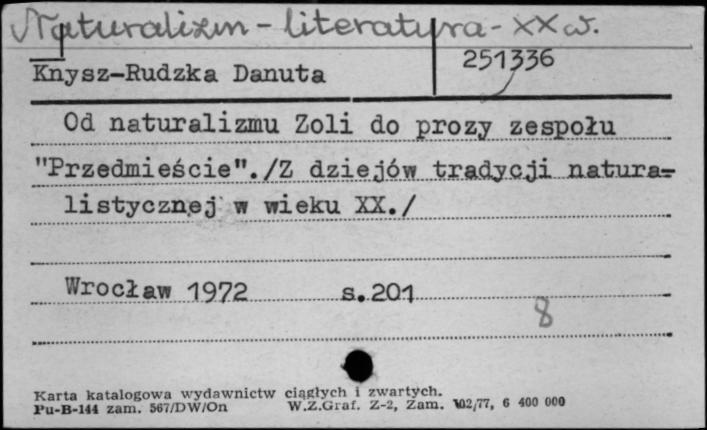 Naturalizm - literatura - XX w.
251336
Knysz-Rudzka Danuta
Od naturalizmu Zoli do prozy zespołu
"Przedmieście"./Z dziejów tradycji natura-
listycznej w wieku XX./
Wrocław 1972 s.201
8
Karta katalogowa wydawnictw ciągłych i zwartych.
Pu-B-144 zam. 567/DW/On W.Z.Graf. Z-2, Zam. 102/77, 6 400 000